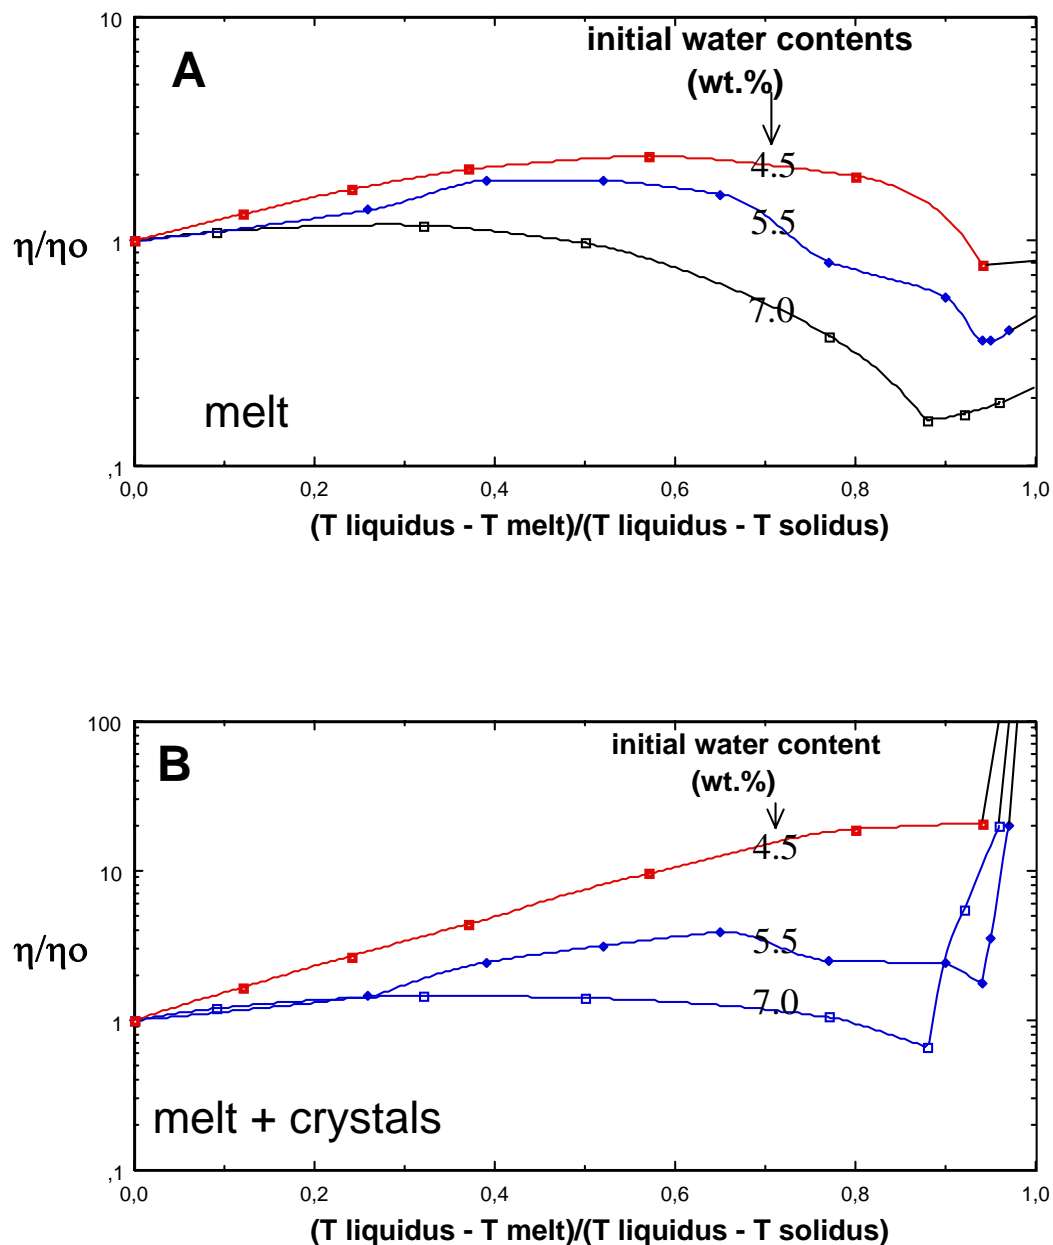 10
A
initial water contents
(wt.%)
4.5
5.5
η/ηο
1
7.0
melt
,1
0,0 0,2 0,4 0,6 0,8 1,0
(T liquidus - T melt)/(T liquidus - T solidus)
100
B
initial water content
(wt.%)
4.5
10
η/ηο
5.5
7.0
1
melt + crystals
,1
0,0 0,2 0,4 0,6 0,8 1,0
(T liquidus - T melt)/(T liquidus - T solidus)